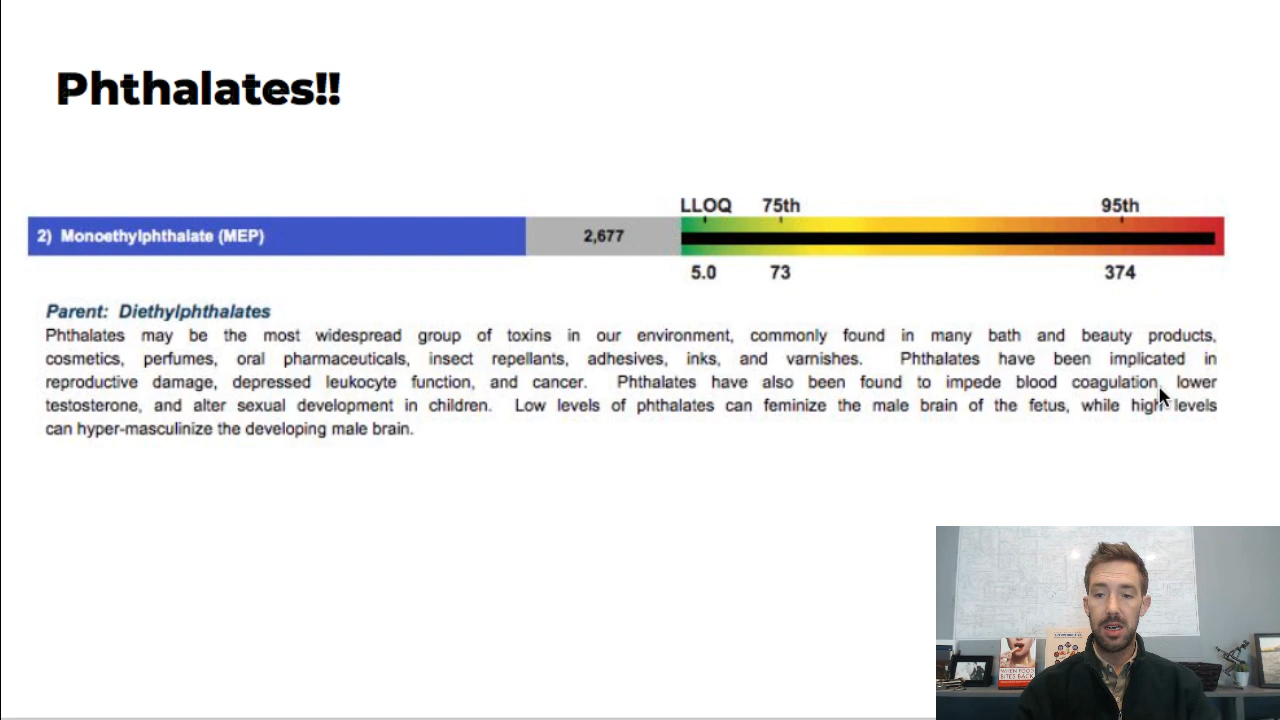 Phthalates!!
LLOQ 75th 95th
2) Monoethylphthalate (MEP) 2,677
5.0 73 374
Parent: Diethylphthalates
Phthalates may be the most widespread group of toxins in our environment, commonly found in many bath and beauty products,
cosmetics, perfumes, oral pharmaceuticals, insect repellants, adhesives, inks, and varnishes. Phthalates have been implicated in
reproductive damage, depressed leukocyte function, and cancer. Phthalates have also been found to impede blood coagulation, lower
testosterone, and alter sexual development in children. Low levels of phthalates can feminize the male brain of the fetus, while high levels
can hyper-masculinize the developing male brain.
WHEN FOOD
BITES BACK